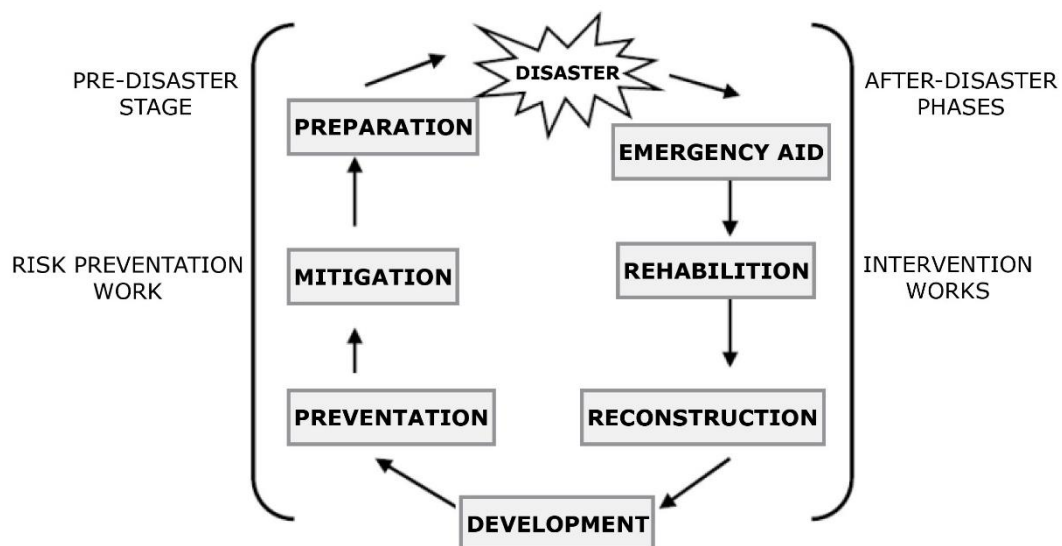 PRE-DISASTER
STAGE
RISK PREVENTATION
WORK
DISASTER
PREPARATION
MITIGATION
PREVENTATION
DEVELOPMENT
EMERGENCY AID
REHABILITION
RECONSTRUCTION
AFTER-DISASTER
PHASES
INTERVENTION
WORKS